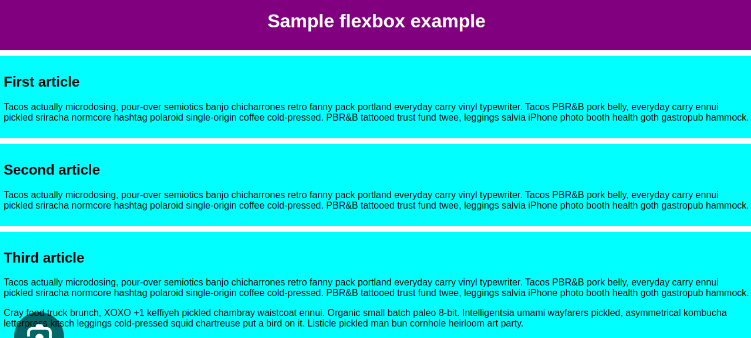 Sample flexbox example
First article
Tacos actually microdosing, pour-over semiotics banjo chicharrones retro fanny pack portland everyday carry vinyl typewriter. Tacos PBR&B pork belly, everyday carry ennui
pickled sriracha normcore hashtag polaroid single-origin coffee cold-pressed. PBR&B tattooed trust fund twee, leggings salvia iPhone photo booth health goth gastropub hammock.
Second article
Tacos actually microdosing, pour-over semiotics banjo chicharrones retro fanny pack portland everyday carry vinyl typewriter. Tacos PBR&B pork belly, everyday carry ennui
pickled sriracha normcore hashtag polaroid single-origin coffee cold-pressed. PBR&B tattooed trust fund twee, leggings salvia iPhone photo booth health goth gastropub hammock.
Third article
Tacos actually microdosing, pour-over semiotics banjo chicharrones retro fanny pack portland everyday carry vinyl typewriter. Tacos PBR&B pork belly, everyday carry ennui
pickled sriracha normcore hashtag polaroid single-origin coffee cold-pressed. PBR&B tattooed trust fund twee, leggings salvia iPhone photo booth health goth gastropub hammock.
Cray food truck brunch, XOXO +1 keffiyeh pickled chambray waistcoat ennui. Organic small batch paleo 8-bit. Intelligentsia umami wayfarers pickled, asymmetrical kombucha
letterpress kitsch leggings cold-pressed squid chartreuse put a bird on it. Listicle pickled man bun cornhole heirloom art party.